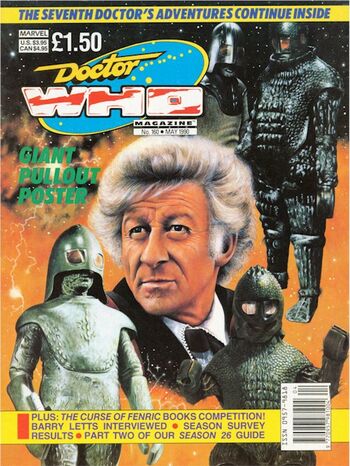 THE SEVENTH DOCTOR'S ADVENTURES CONTINUE INSIDE
MARVEL
U.S. $3.95
CAN $4.95
£1.50
Doctor
WHO
MAGAZINE
No. 160 • MAY 1990
GIANT
PULLOUT
POSTER
ISSN 0957-9818
04
PLUS: THE CURSE OF FENRIC BOOKS COMPETITION!
BARRY LETTS INTERVIEWED • SEASON SURVEY
RESULTS • PART TWO OF OUR SEASON 26 GUIDE